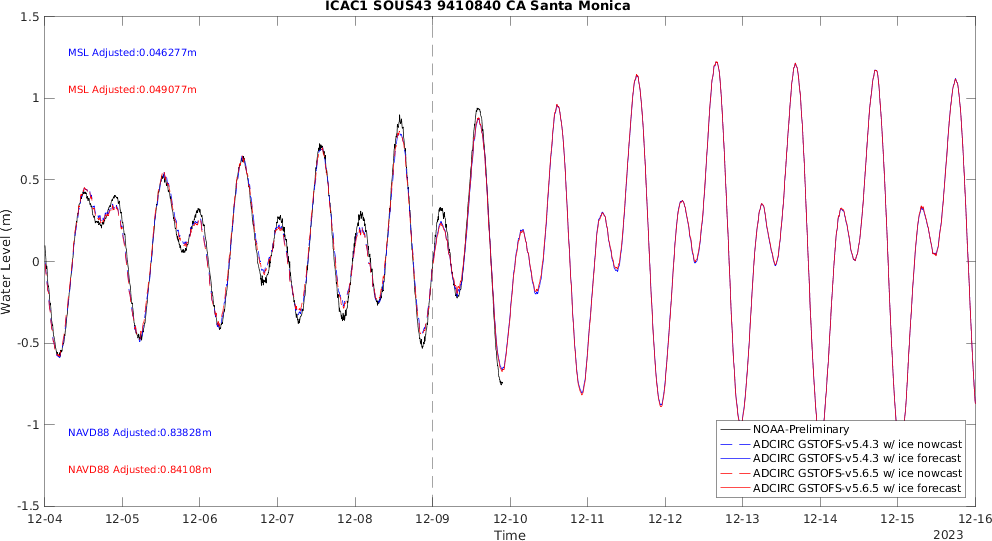 ICAC1 SOUS43 9410840 CA Santa Monica
1.5
1
0.5
0
-0.5
-1
-1.5
Water Level (m)
MSL Adjusted:0.046277m
MSL Adjusted:0.049077m
NAVD88 Adjusted:0.83828m
NAVD88 Adjusted:0.84108m
NOAA-Preliminary
ADCIRC GSTOFS-v5.4.3 w/ ice nowcast
ADCIRC GSTOFS-v5.4.3 w/ ice forecast
ADCIRC GSTOFS-v5.6.5 w/ ice nowcast
ADCIRC GSTOFS-v5.6.5 w/ ice forecast
12-04 12-05 12-06 12-07 12-08 12-09 12-10 12-11 12-12 12-13 12-14 12-15 12-16
Time
2023